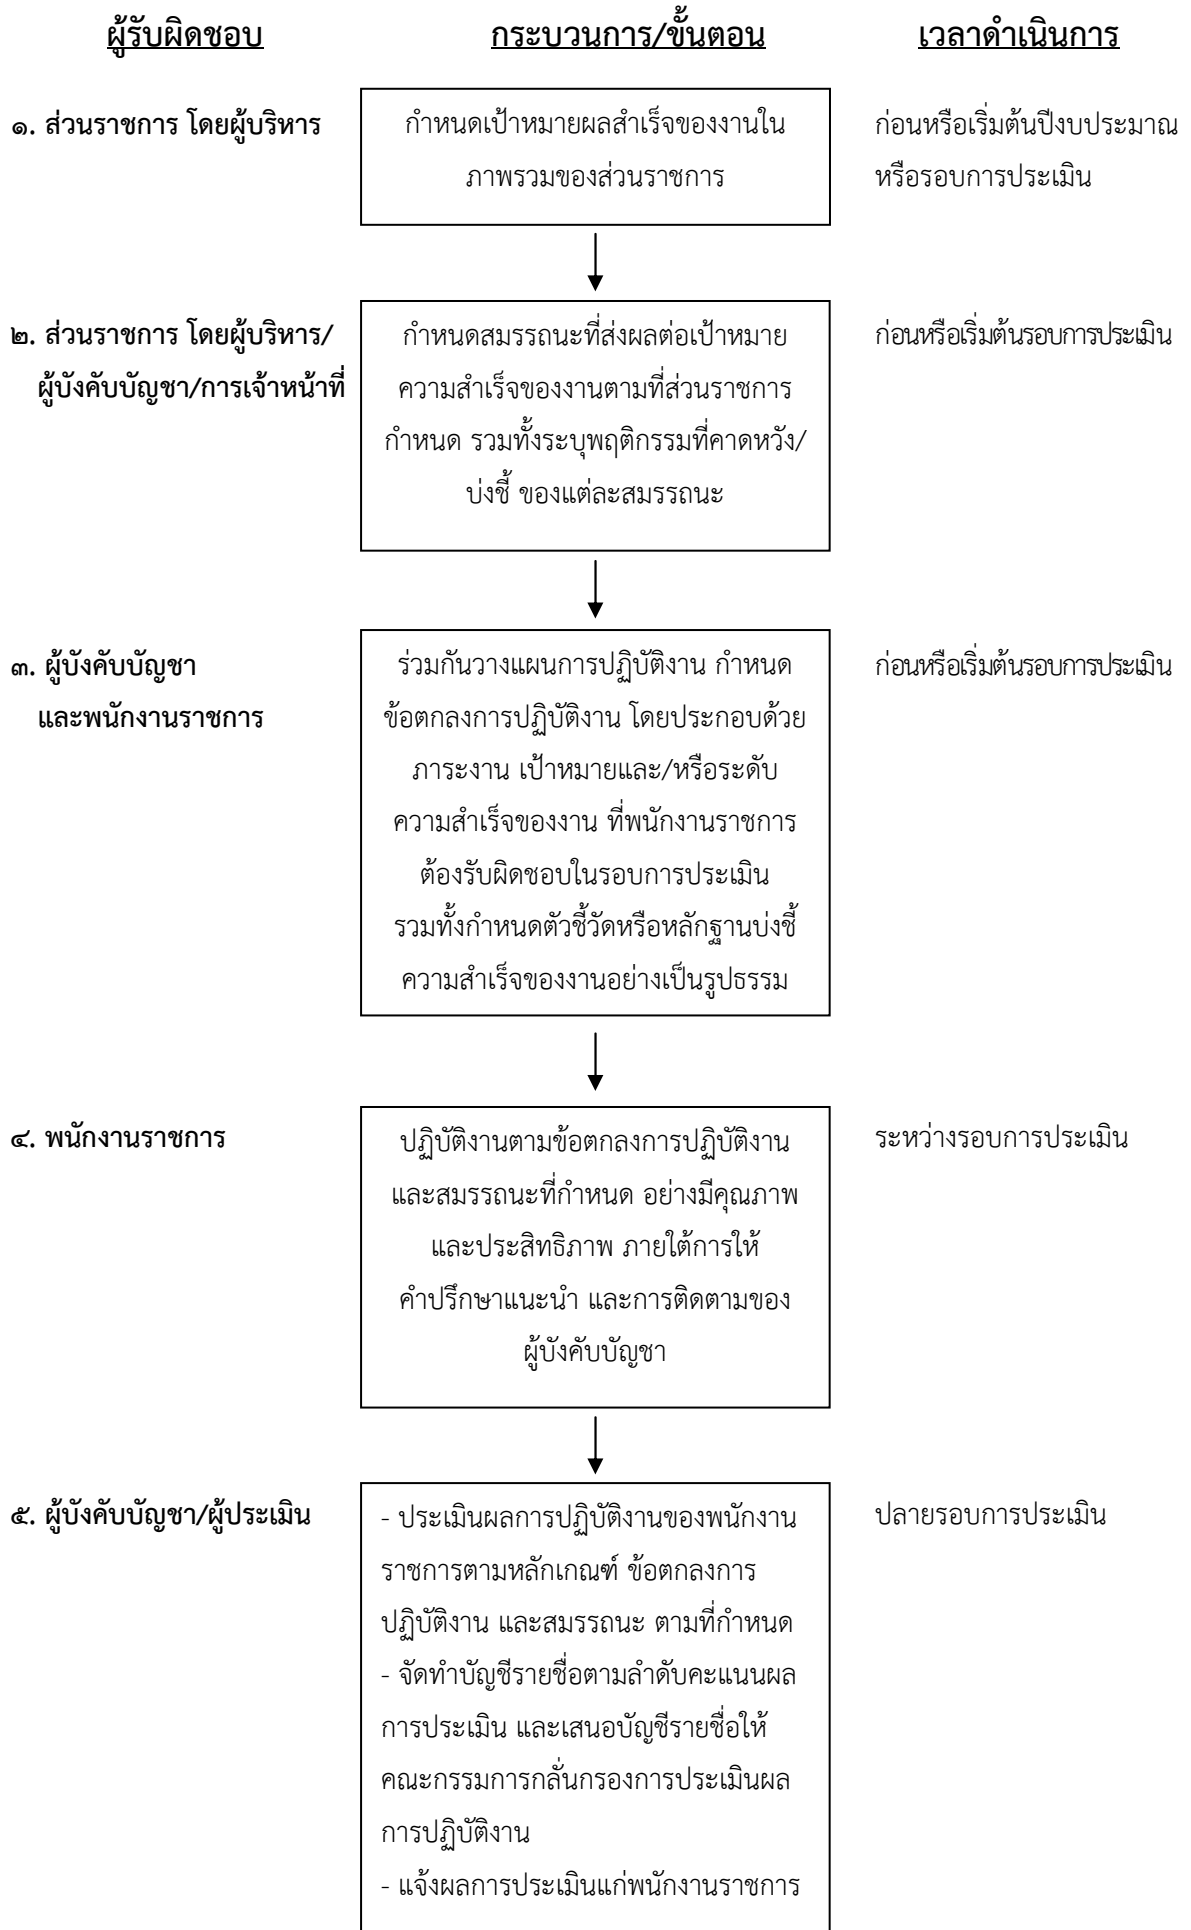 ผู้รับผิดชอบ
กระบวนการ/ขั้นตอน
เวลาดำเนินการ
๑. ส่วนราชการ โดยผู้บริหาร
กำหนดเป้าหมายผลสำเร็จของงานใน
ภาพรวมของส่วนราชการ
ก่อนหรือเริ่มต้นปีงบประมาณ
หรือรอบการประเมิน
๒. ส่วนราชการ โดยผู้บริหาร/
ผู้บังคับบัญชา/การเจ้าหน้าที่
กำหนดสมรรถนะที่ส่งผลต่อเป้าหมาย
ความสำเร็จของงานตามที่ส่วนราชการ
กำหนด รวมทั้งระบุพฤติกรรมที่คาดหวัง/
บ่งชี้ ของแต่ละสมรรถนะ
ก่อนหรือเริ่มต้นรอบการประเมิน
๓. ผู้บังคับบัญชา
และพนักงานราชการ
ร่วมกันวางแผนการปฏิบัติงาน กำหนด
ข้อตกลงการปฏิบัติงาน โดยประกอบด้วย
ภาระงาน เป้าหมายและ/หรือระดับ
ความสำเร็จของงาน ที่พนักงานราชการ
ต้องรับผิดชอบในรอบการประเมิน
รวมทั้งกำหนดตัวชี้วัดหรือหลักฐานบ่งชี้
ความสำเร็จของงานอย่างเป็นรูปธรรม
ก่อนหรือเริ่มต้นรอบการประเมิน
๔. พนักงานราชการ
ปฏิบัติงานตามข้อตกลงการปฏิบัติงาน
และสมรรถนะที่กำหนด อย่างมีคุณภาพ
และประสิทธิภาพ ภายใต้การให้
คำปรึกษาแนะนำ และการติดตามของ
ผู้บังคับบัญชา
ระหว่างรอบการประเมิน
๕. ผู้บังคับบัญชา/ผู้ประเมิน
- ประเมินผลการปฏิบัติงานของพนักงาน
ราชการตามหลักเกณฑ์ ข้อตกลงการ
ปฏิบัติงาน และสมรรถนะ ตามที่กำหนด
- จัดทำบัญชีรายชื่อตามลำดับคะแนนผล
การประเมิน และเสนอบัญชีรายชื่อให้
คณะกรรมการกลั่นกรองการประเมินผล
การปฏิบัติงาน
- แจ้งผลการประเมินแก่พนักงานราชการ
ปลายรอบการประเมิน